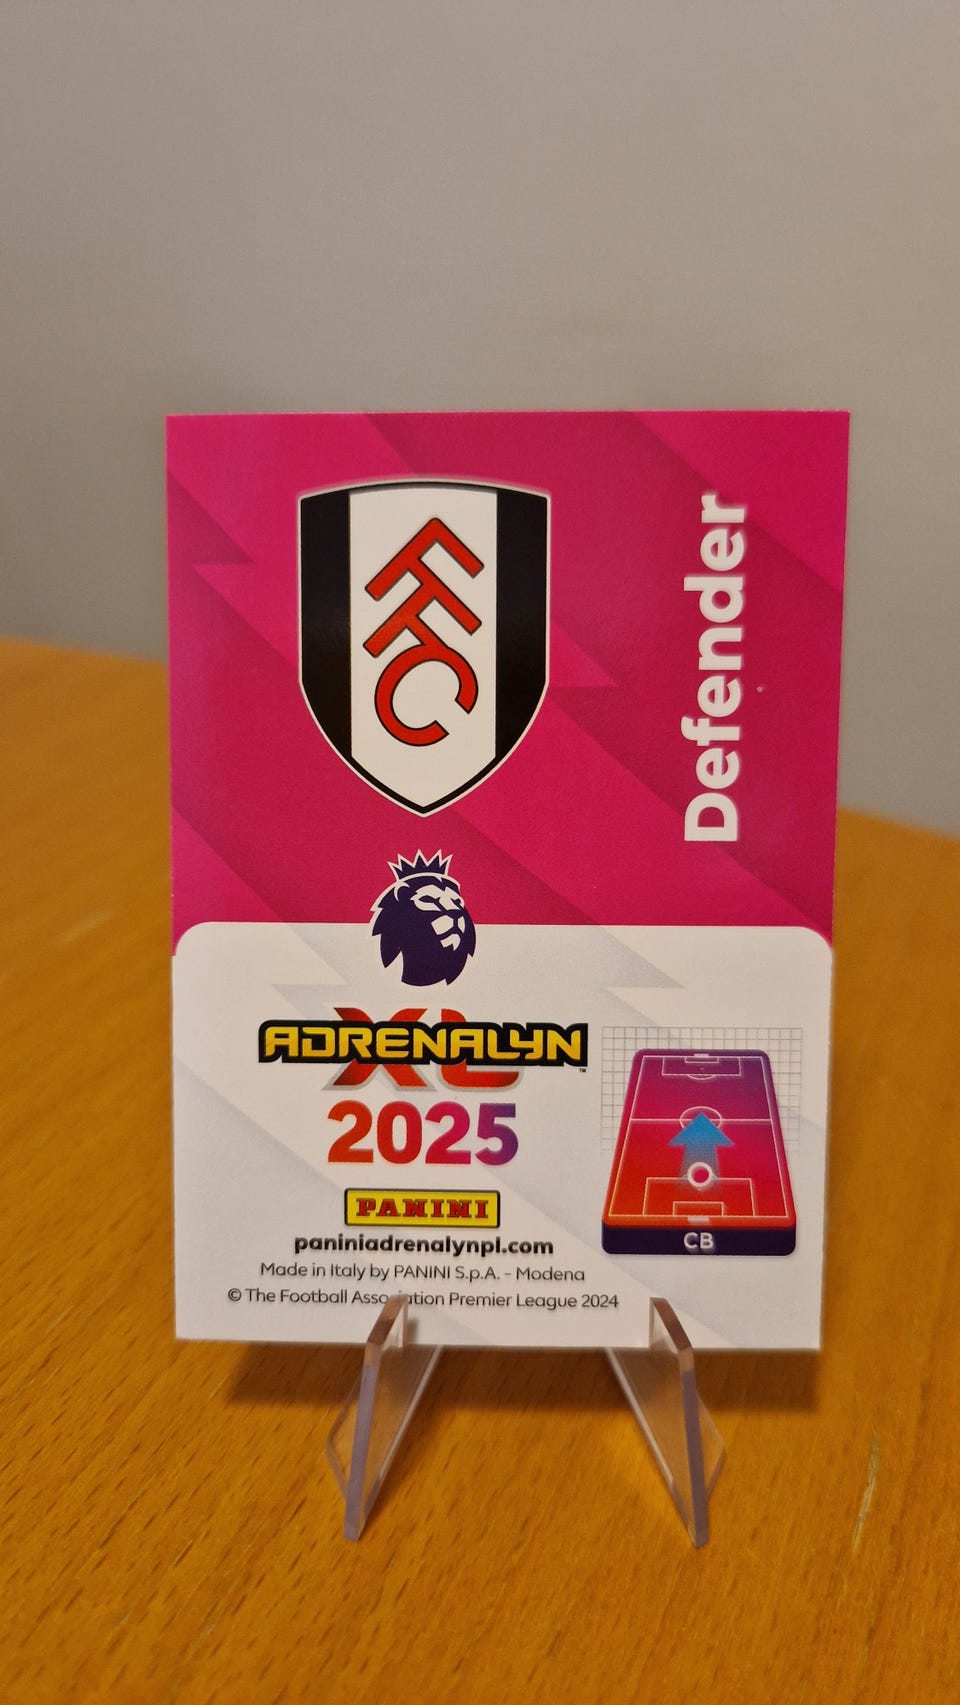 FFC
Defender
ADRENALYN™
XL
2025
PANINI
paniniadrenalynpl.com
Made in Italy by PANINI S.p.A. - Modena
© The Football Association Premier League 2024
CB